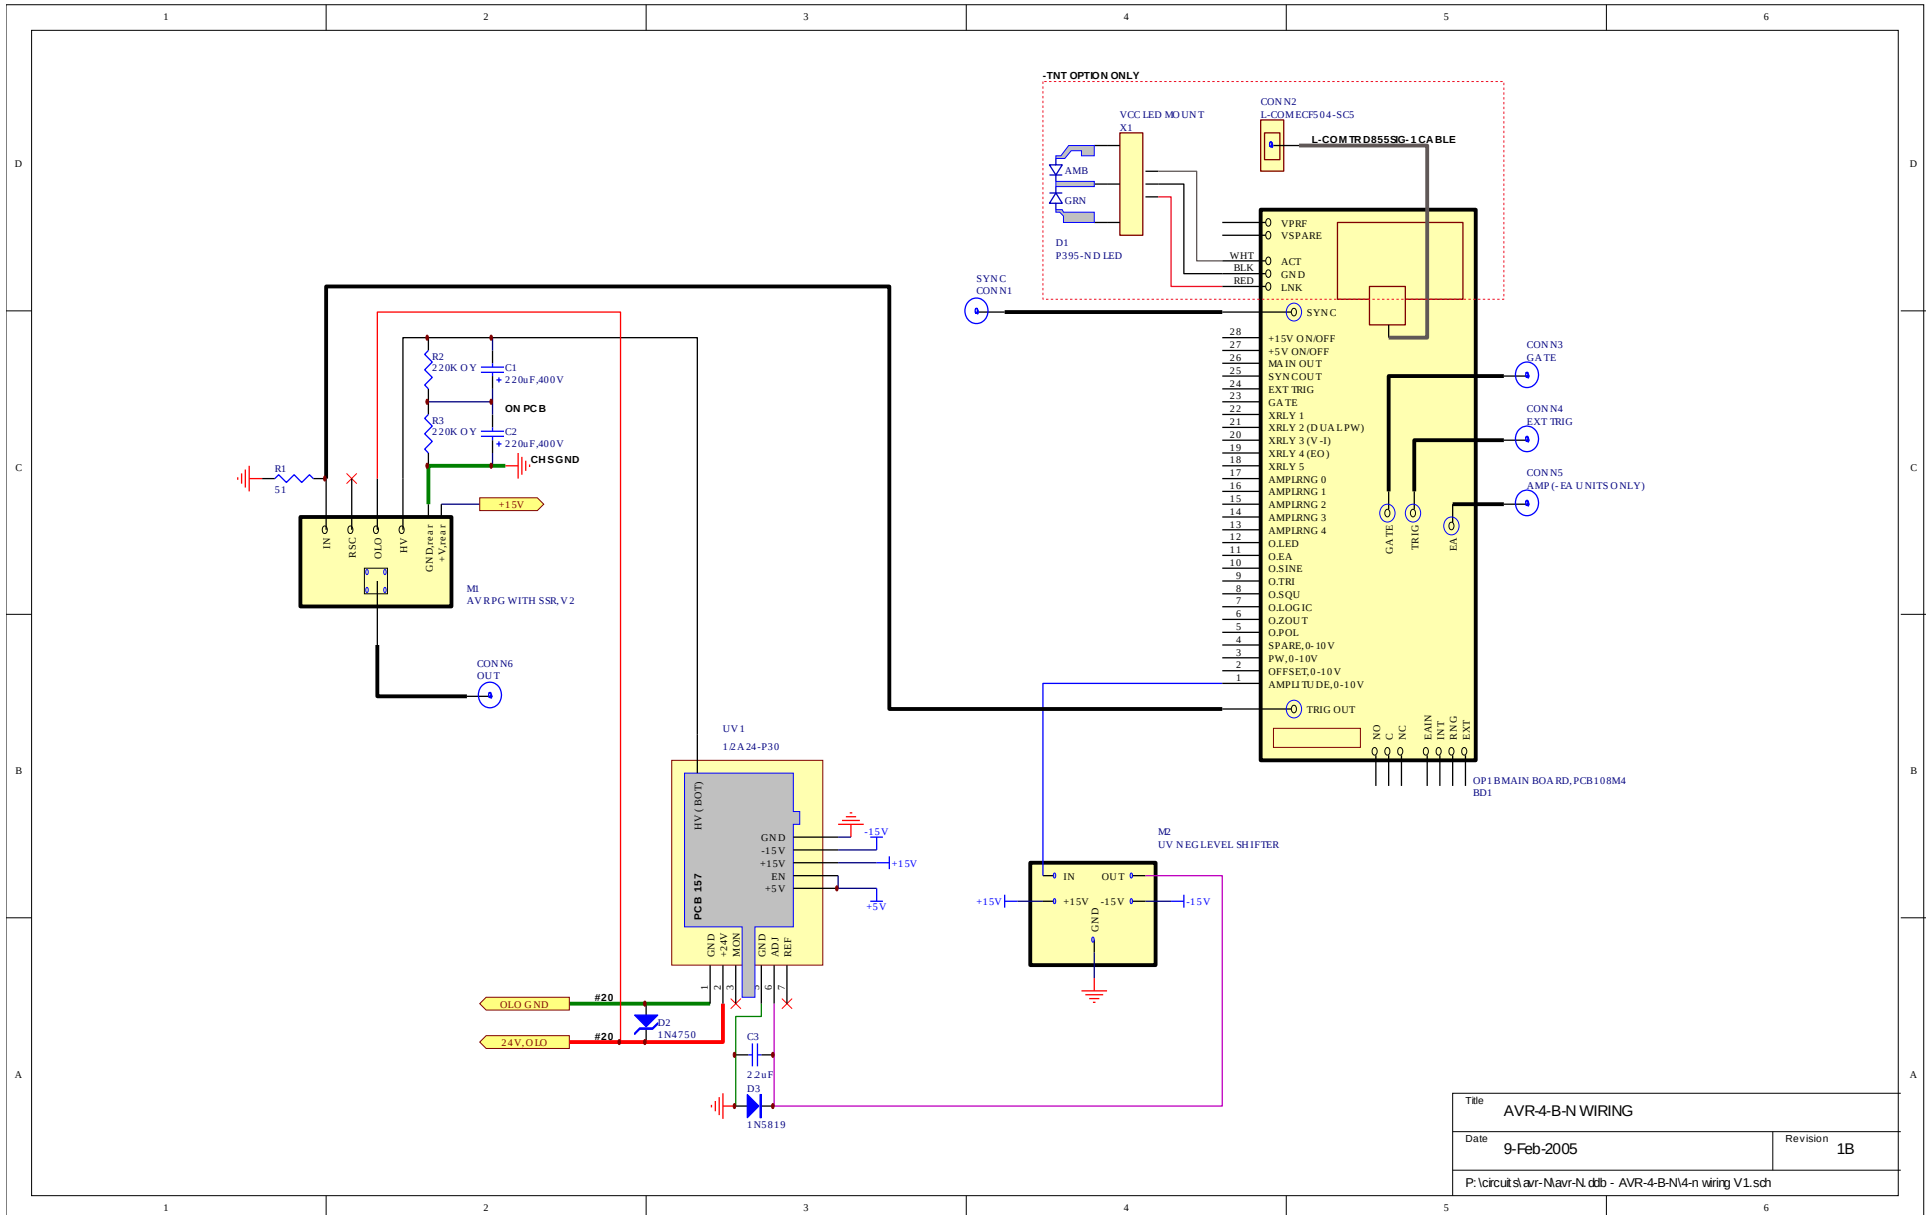 1 2 3 4 5 6
-TNT OPTION ONLY
VCC LED MOUNT
X1
CONN2
L-COM ECF504-SC5
L-COM TRD855SIG-1 CABLE
D D
AMB
GRN
D1
P395-ND LED
VPRF
VSPARE
WHT ACT
BLK GND
RED LNK
SYNC
CONN1
SYNC
28 +15V ON/OFF
27 +5V ON/OFF
26 MAIN OUT
25 SYNC OUT
24 EXT TRIG
23 GATE
22 XRLY 1
21 XRLY 2 (DUAL PW)
20 XRLY 3 (V-I)
19 XRLY 4 (EO)
18 XRLY 5
17 AMPLRNG 0
16 AMPLRNG 1
15 AMPLRNG 2
14 AMPLRNG 3
13 AMPLRNG 4
12 O.LED
11 O.EA
10 O.SINE
9 O.TRI
8 O.SQU
7 O.LOGIC
6 O.ZOUT
5 O.POL
4 SPARE, 0-10V
3 PW, 0-10V
2 OFFSET, 0-10V
1 AMPLITUDE, 0-10V
TRIG OUT
GATE
TRIG
EA
NO
C
NC
EAIN
INT
RNG
EXT
OP1B MAIN BOARD, PCB108M4
BD1
CONN3
GATE
CONN4
EXT TRIG
CONN5
AMP (-EA UNITS ONLY)
R2
220K OY
C1
+ 220uF, 400V
ON PCB
R3
220K OY
C2
+ 220uF, 400V
CHS GND
C C
R1
51
+15V
IN
RSC
OLO
HV
GND, rear
+V, rear
M1
AVRPG WITH SSR, V2
CONN6
OUT
UV1
1/2A24-P30
B B
HV (BOT)
PCB 157
GND
-15V
+15V
EN
+5V
-15V
+15V
+5V
GND
+24V
MON
GND
ADJ
REF
1 2 3 5 6 7
M2
UV NEG LEVEL SHIFTER
IN OUT
+15V +15V -15V -15V
GND
OLO GND
#20
24V, OLO
#20
D2
1N4750
C3
2.2uF
D3
1N5819
A A
Title
AVR-4-B-N WIRING
Date
9-Feb-2005
Revision
1B
P:\circuits\avr-N\avr-N.ddb - AVR-4-B-N\4-n wiring V1.sch
1 2 3 4 5 6